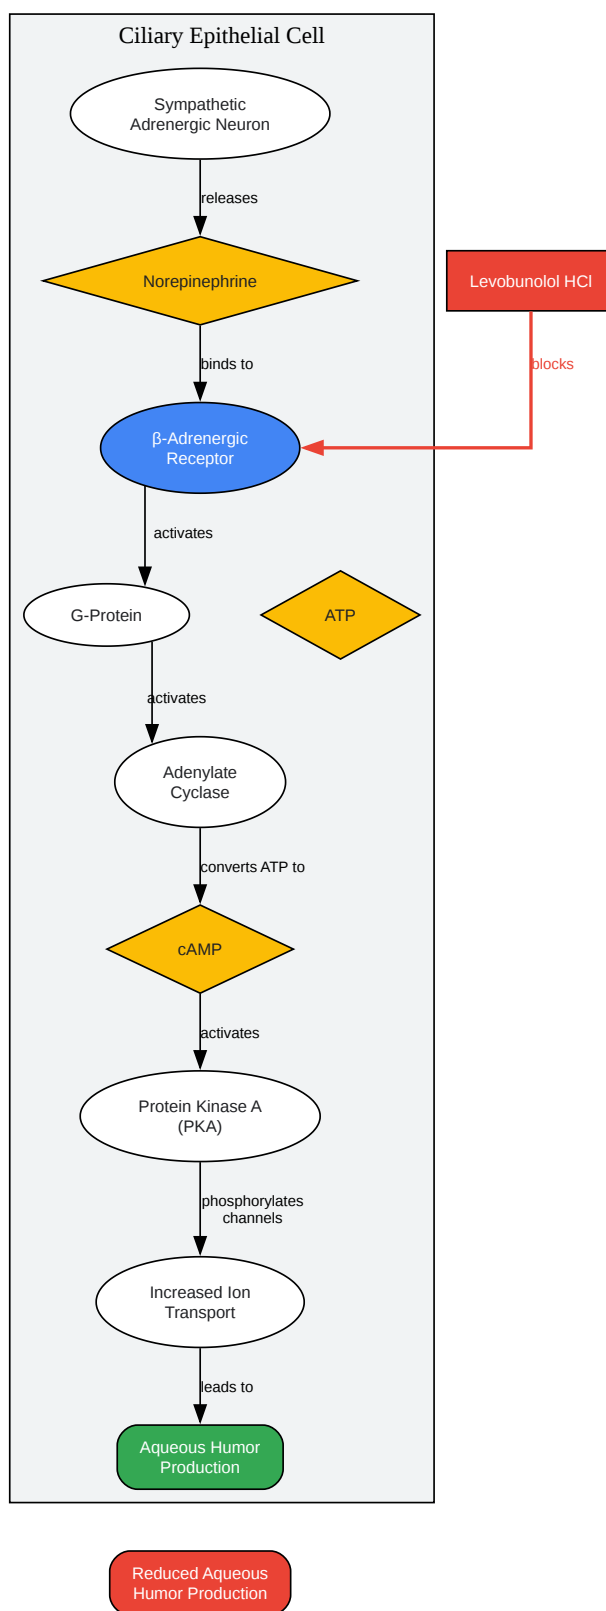 Ciliary Epithelial Cell
Sympathetic
Adrenergic Neuron
releases
Norepinephrine
Levobunolol HCl
binds to
blocks
β-Adrenergic
Receptor
activates
G-Protein
ATP
activates
Adenylate
Cyclase
converts ATP to
cAMP
activates
Protein Kinase A
(PKA)
phosphorylates
channels
Increased Ion
Transport
leads to
Aqueous Humor
Production
Reduced Aqueous
Humor Production